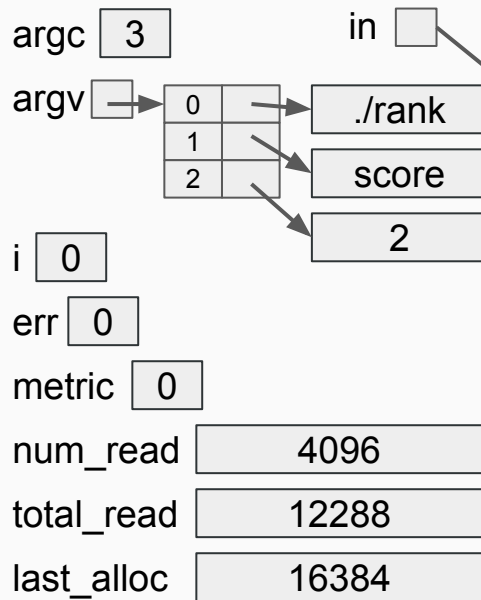 argc 3
in
argv
0
./rank
1
score
2
2
i 0
err 0
metric 0
num_read 4096
total_read 12288
last_alloc 16384